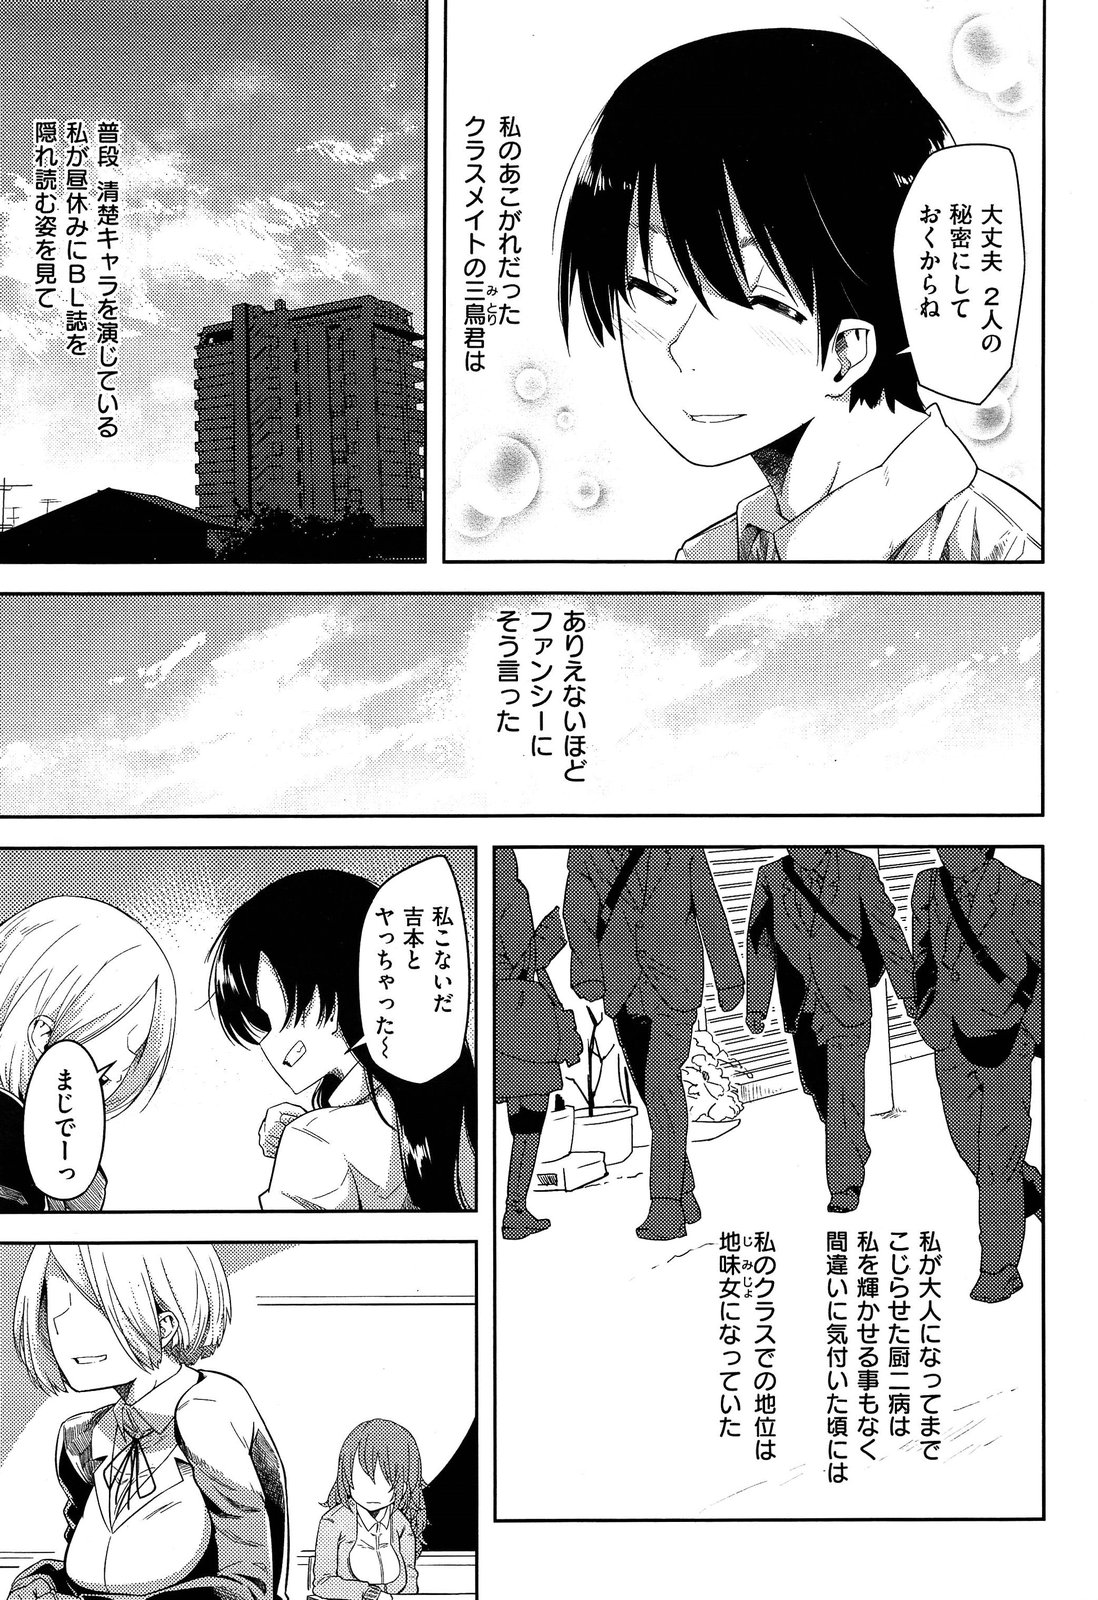 大丈夫 2人の
秘密にして
おくからね
私のあこがれだった
クラスメイトの三鳥君は
みとり
普段 清楚キャラを演じている
私が昼休みにBL誌を
隠れ読む姿を見て
ありえないほど
ファンシーに
そう言った
私が大人になってまで
こじらせた厨二病は
私を輝かせる事もなく
間違いに気付いた頃には
私のクラスでの地位は
地味女になっていた
じみじょ
私こないだ
吉本と
ヤっちゃった〜
まじでーっ